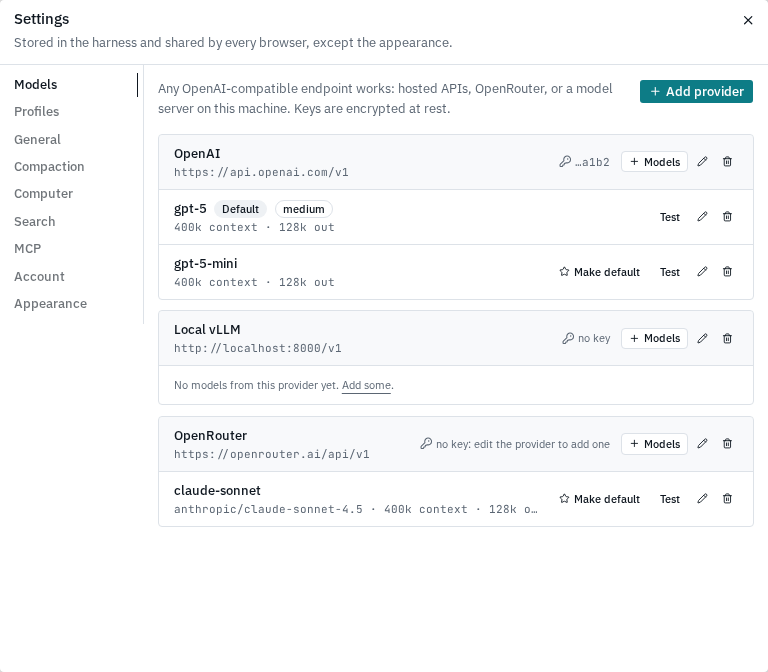 Settings
Stored in the harness and shared by every browser, except the appearance.
Models
Profiles
General
Compaction
Computer
Search
MCP
Account
Appearance
Any OpenAI-compatible endpoint works: hosted APIs, OpenRouter, or a model
server on this machine. Keys are encrypted at rest.
+ Add provider
OpenAI
https://api.openai.com/v1
…a1b2
+ Models
gpt-5 Default medium
400k context · 128k out
Test
gpt-5-mini
400k context · 128k out
Make default
Test
Local vLLM
http://localhost:8000/v1
no key
+ Models
No models from this provider yet. Add some.
OpenRouter
https://openrouter.ai/api/v1
no key: edit the provider to add one
+ Models
claude-sonnet
anthropic/claude-sonnet-4.5 · 400k context · 128k o…
Make default
Test